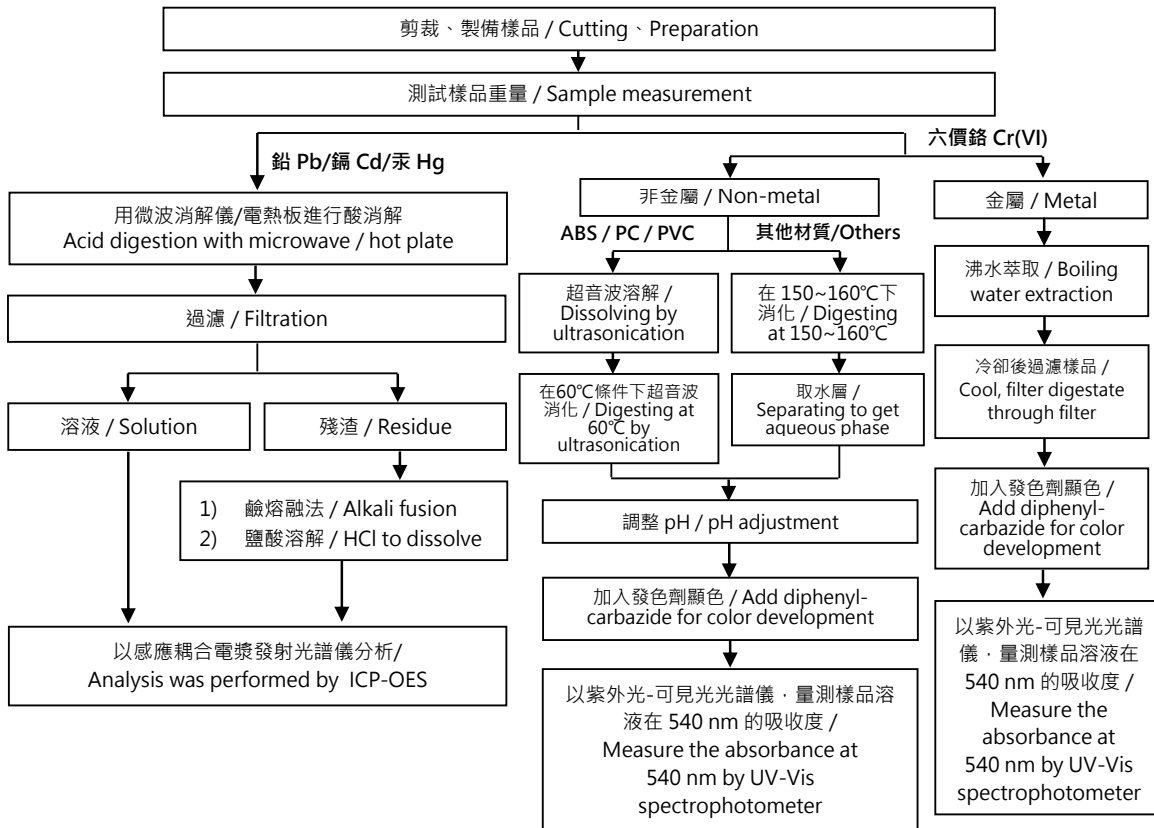 剪裁、製備樣品 / Cutting、Preparation
測試樣品重量 / Sample measurement
鉛 Pb/鎘 Cd/汞 Hg
六價鉻 Cr(VI)
用微波消解儀/電熱板進行酸消解
Acid digestion with microwave / hot plate
過濾 / Filtration
溶液 / Solution
殘渣 / Residue
1) 鹼熔融法 / Alkali fusion
2) 鹽酸溶解 / HCl to dissolve
以感應耦合電漿發射光譜儀分析/
Analysis was performed by ICP-OES
非金屬 / Non-metal
ABS / PC / PVC
其他材質/Others
超音波溶解 /
Dissolving by
ultrasonication
在60℃條件下超音波
消化 / Digesting at
60℃ by
ultrasonication
在 150~160℃下
消化 / Digesting
at 150~160℃
取水層 /
Separating to get
aqueous phase
調整 pH / pH adjustment
加入發色劑顯色 / Add diphenyl-
carbazide for color development
以紫外光-可見光光譜儀，量測樣品溶
液在 540 nm 的吸收度 /
Measure the absorbance at
540 nm by UV-Vis
spectrophotometer
金屬 / Metal
沸水萃取 / Boiling
water extraction
冷卻後過濾樣品 /
Cool, filter digestate
through filter
加入發色劑顯色 /
Add diphenyl-
carbazide for color
development
以紫外光-可見光光譜
儀，量測樣品溶液在
540 nm 的吸收度 /
Measure the
absorbance at
540 nm by UV-Vis
spectrophotometer